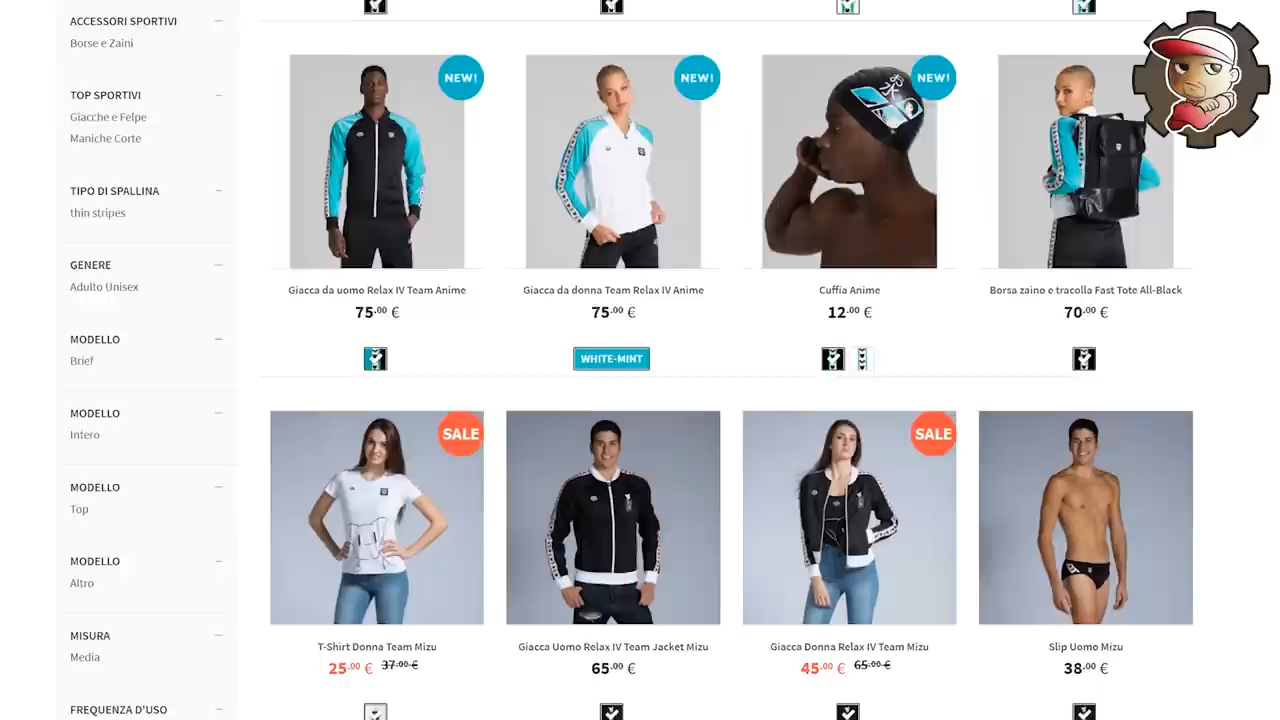 ACCESSORI SPORTIVI
Borse e Zaini
TOP SPORTIVI
Giacche e Felpe
Maniche Corte
TIPO DI SPALLINA
thin stripes
GENERE
Adulto Unisex
MODELLO
Brief
MODELLO
Intero
MODELLO
Top
MODELLO
Altro
MISURA
Media
FREQUENZA D'USO
NEW!
NEW!
NEW!
Giacca da uomo Relax IV Team Anime
75.00 €
Giacca da donna Team Relax IV Anime
75.00 €
WHITE-MINT
Cuffia Anime
12.00 €
Borsa zaino e tracolla Fast Tote All-Black
70.00 €
SALE
T-Shirt Donna Team Mizu
25.00 € 37.00 €
Giacca Uomo Relax IV Team Jacket Mizu
65.00 €
SALE
Giacca Donna Relax IV Team Mizu
45.00 € 65.00 €
Slip Uomo Mizu
38.00 €